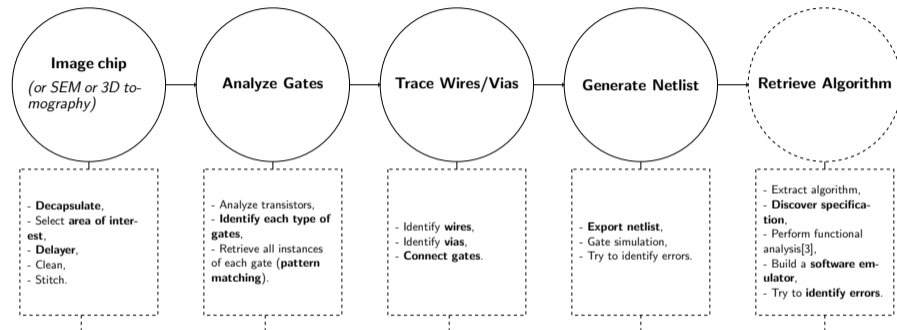 Image chip
(or SEM or 3D to-
mography)
Analyze Gates
Trace Wires/Vias
Generate Netlist
Retrieve Algorithm
- Decapsulate,
- Select area of inter-
est,
- Delayer,
- Clean,
- Stitch.
- Analyze transistors,
- Identify each type of
gates,
- Retrieve all instances
of each gate (pattern
matching).
- Identify wires,
- Identify vias,
- Connect gates.
- Export netlist,
- Gate simulation,
- Try to identify errors.
- Extract algorithm,
- Discover specifica-
tion,
- Perform functional
analysis[3],
- Build a software em-
ulator,
- Try to identify errors.